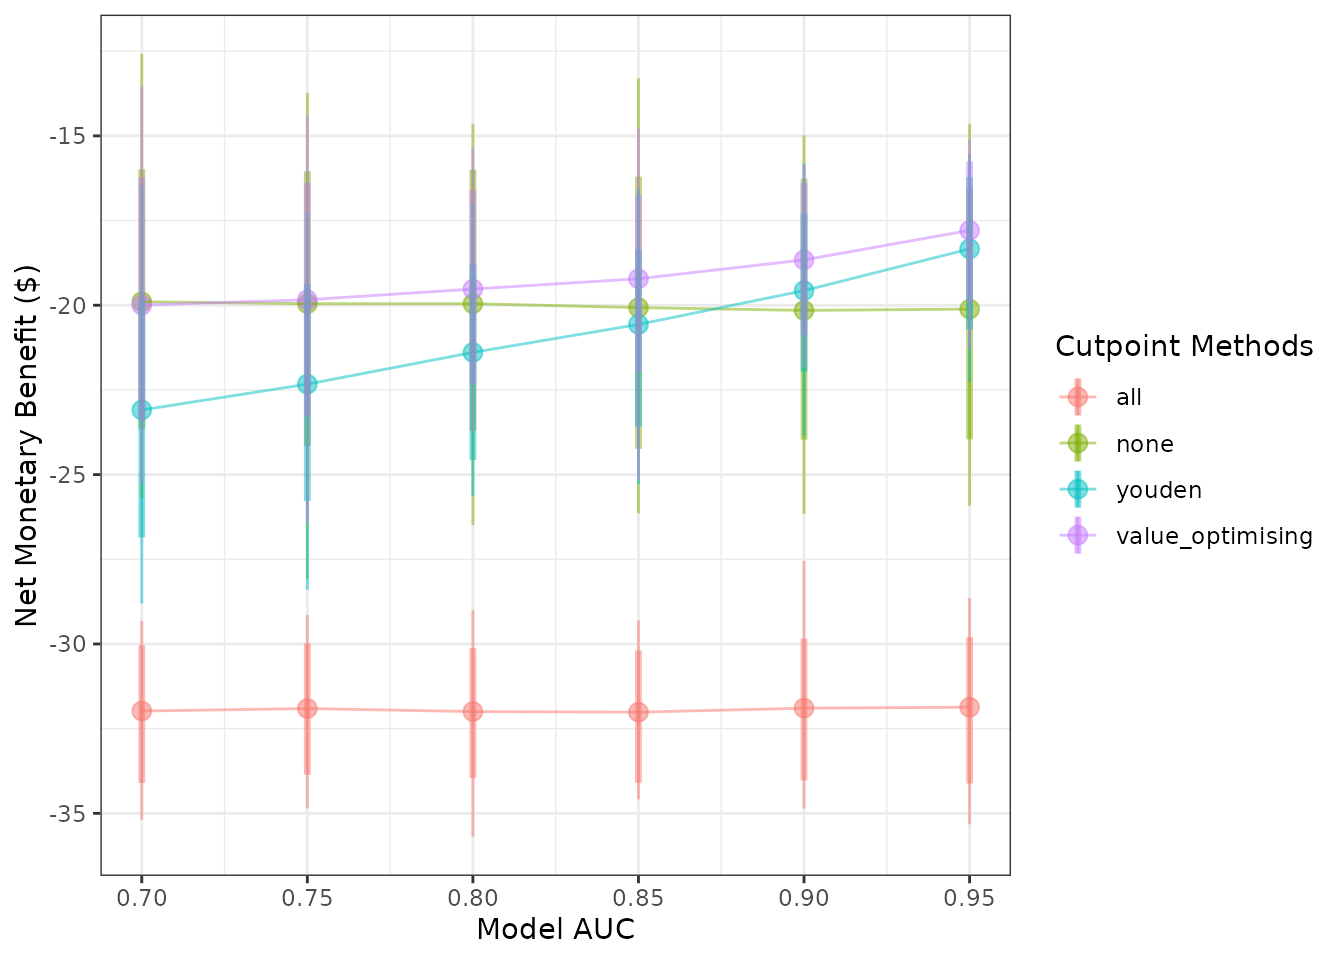 Net Monetary Benefit ($)
-15
-20
-25
-30
-35
0.70 0.75 0.80 0.85 0.90 0.95
Model AUC
Cutpoint Methods
all
none
youden
value_optimising